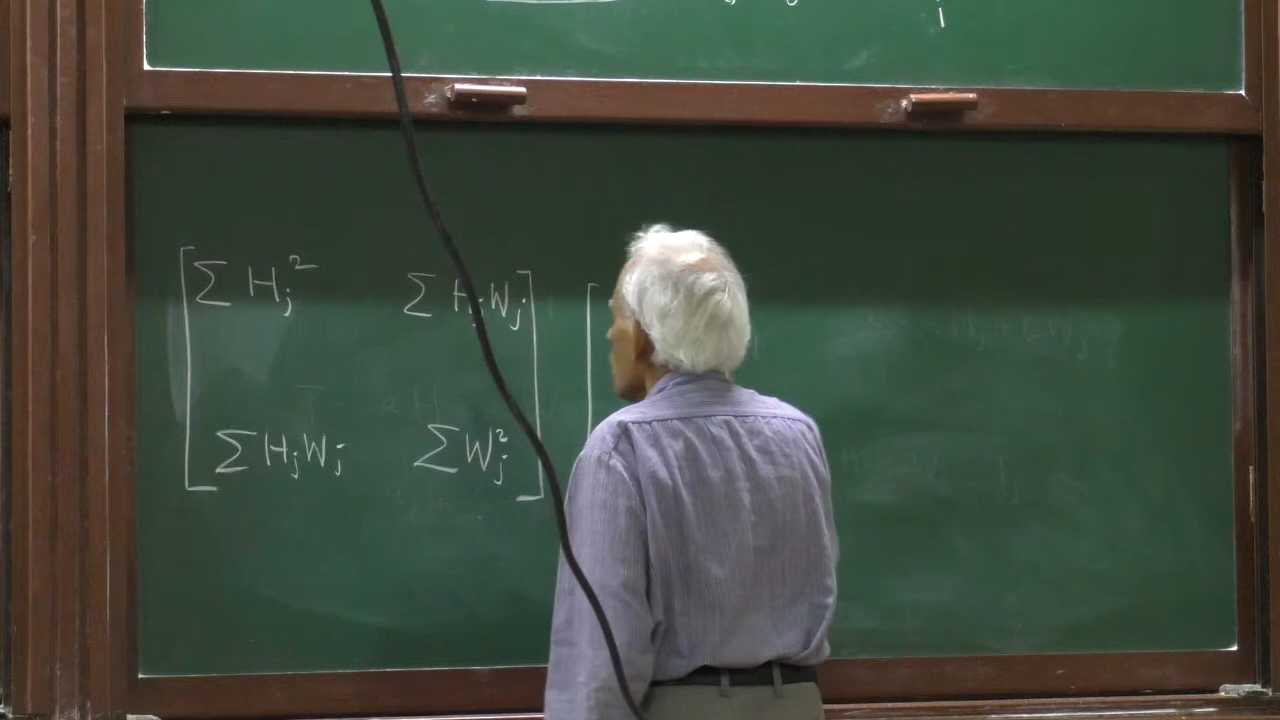 [ ∑ H_j^2 ∑ H_j W_j ] [
∑ H_j W_j ∑ W_j^2